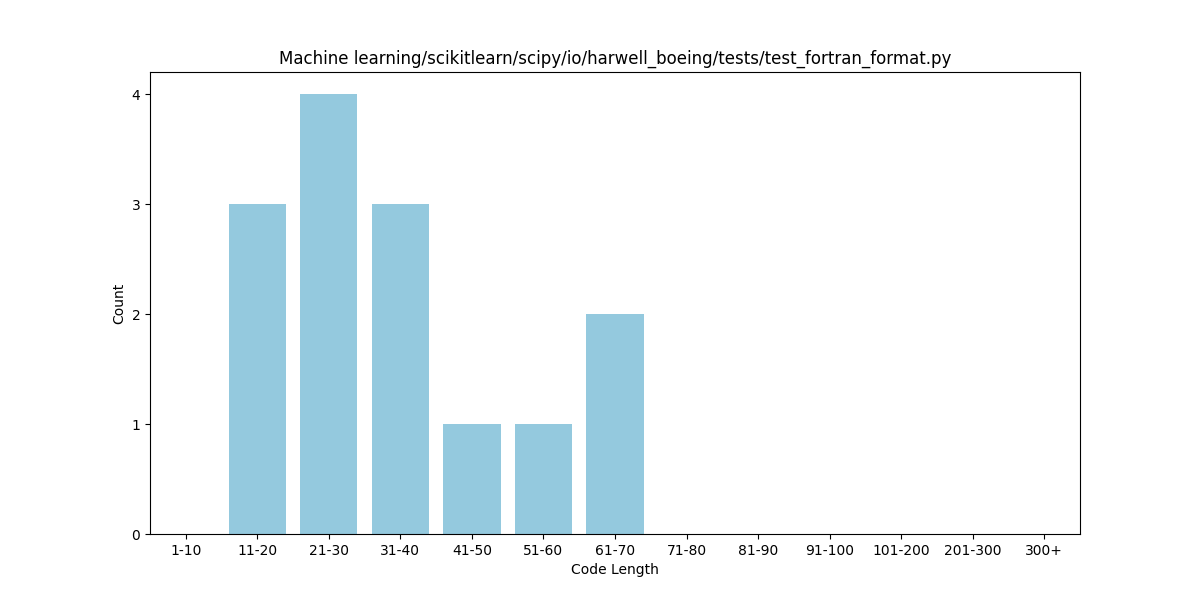 Machine learning/scikitlearn/scipy/io/harwell_boeing/tests/test_fortran_format.py
4
3
2
1
0
Count
1-10 11-20 21-30 31-40 41-50 51-60 61-70 71-80 81-90 91-100 101-200 201-300 300+
Code Length